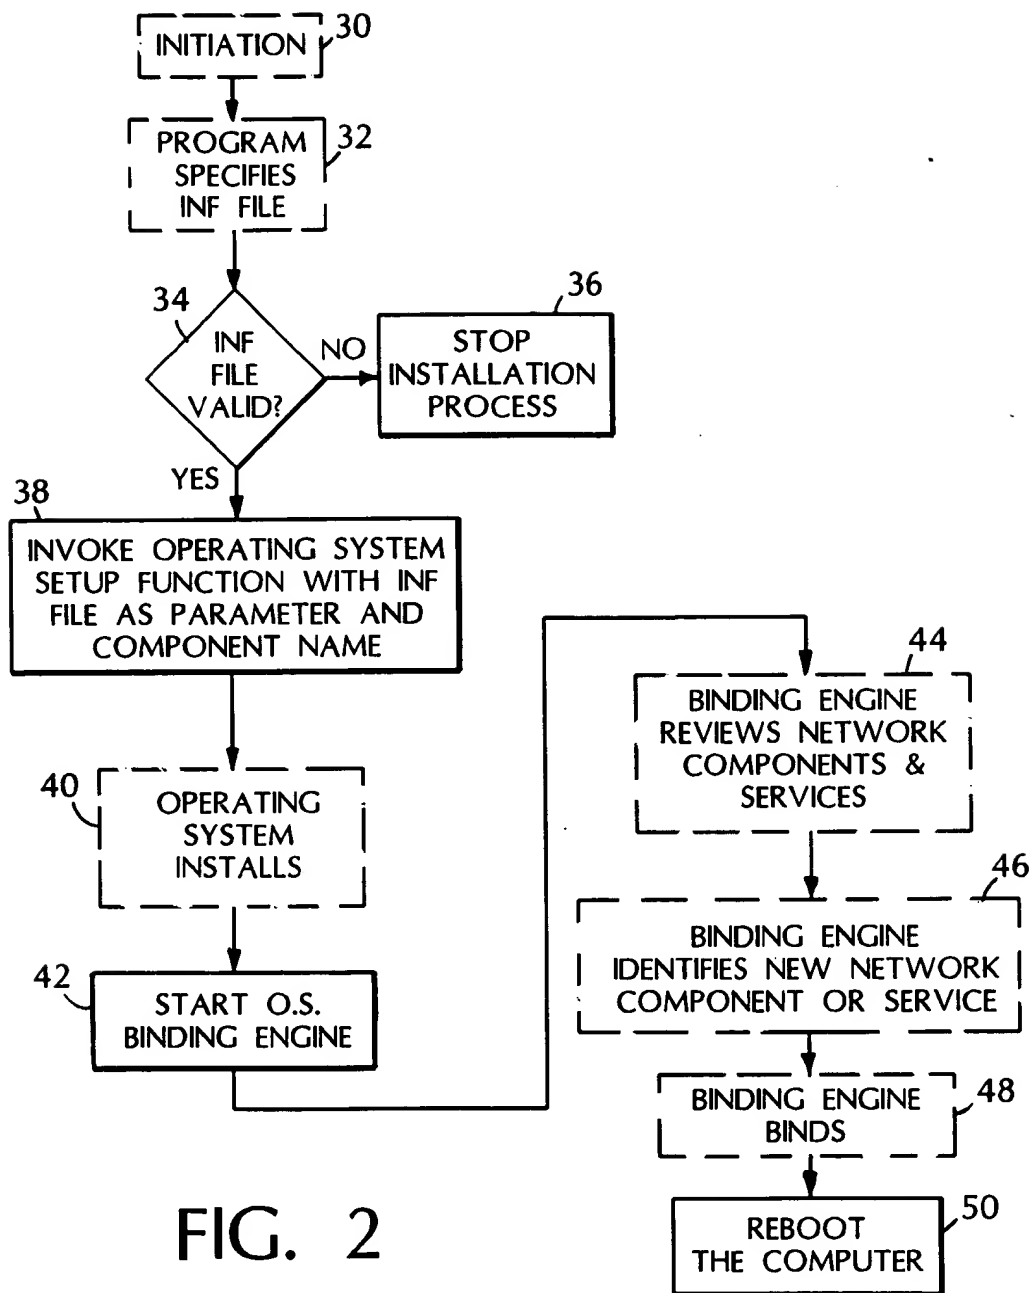 30
INITIATION
32
PROGRAM
SPECIFIES
INF FILE
34
INF
FILE
VALID?
NO
36
STOP
INSTALLATION
PROCESS
YES
38
INVOKE OPERATING SYSTEM
SETUP FUNCTION WITH INF
FILE AS PARAMETER AND
COMPONENT NAME
40
OPERATING
SYSTEM
INSTALLS
42
START O.S.
BINDING ENGINE
44
BINDING ENGINE
REVIEWS NETWORK
COMPONENTS &
SERVICES
46
BINDING ENGINE
IDENTIFIES NEW NETWORK
COMPONENT OR SERVICE
48
BINDING ENGINE
BINDS
50
REBOOT
THE COMPUTER
FIG. 2